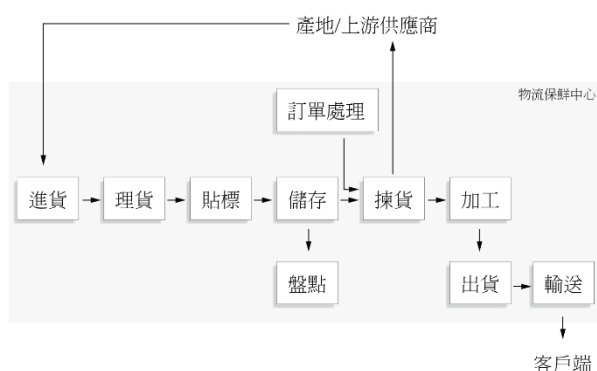 產地/上游供應商
物流保鮮中心
訂單處理
進貨
理貨
貼標
儲存
揀貨
加工
盤點
出貨
輸送
客戶端